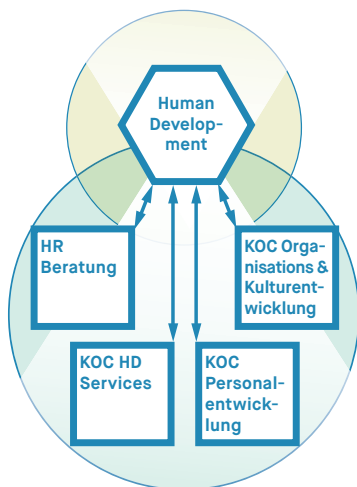 Human
Develop-
ment
HR
Beratung
KOC Orga-
nisations &
Kulturent-
wicklung
KOC HD
Services
KOC
Personal-
entwick-
lung